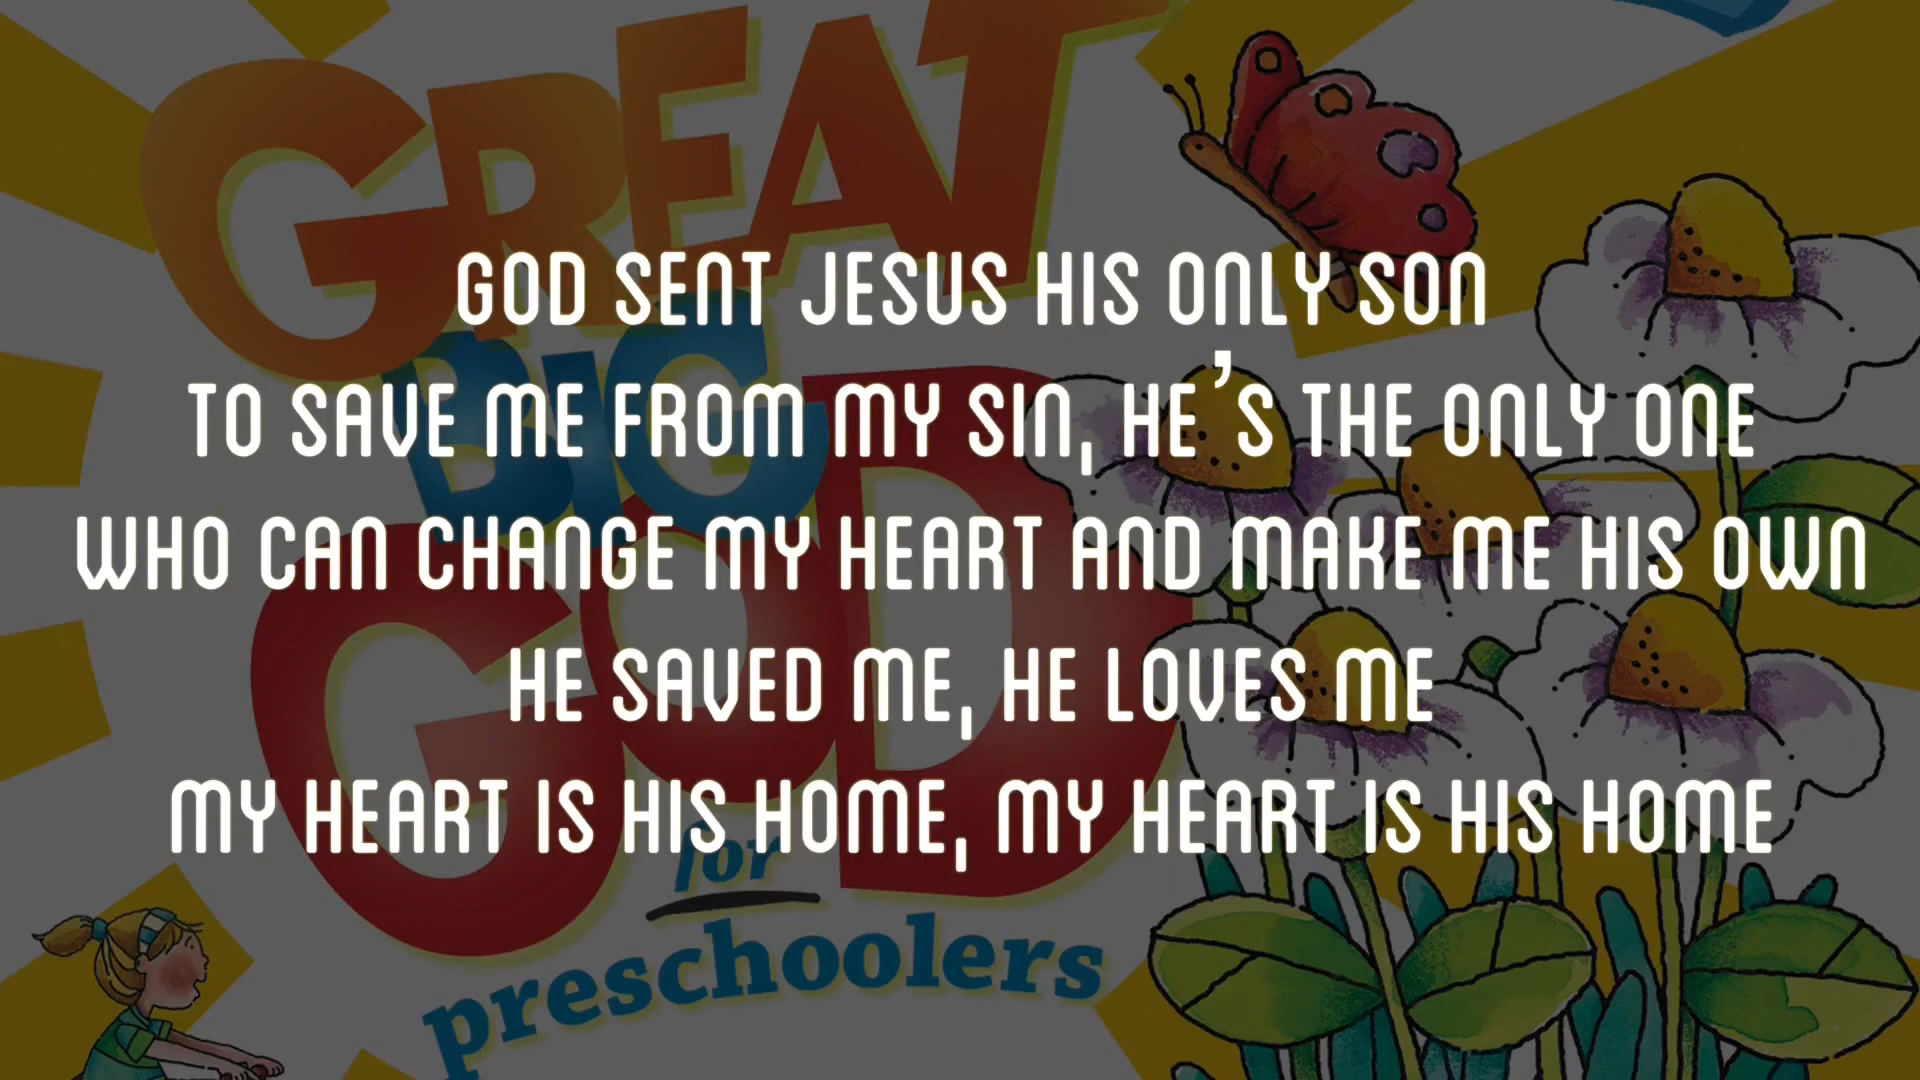 GREAT
BIG
GOD
for
preschoolers
GOD SENT JESUS HIS ONLY SON
TO SAVE ME FROM MY SIN, HE'S THE ONLY ONE
WHO CAN CHANGE MY HEART AND MAKE ME HIS OWN
HE SAVED ME, HE LOVES ME
MY HEART IS HIS HOME, MY HEART IS HIS HOME